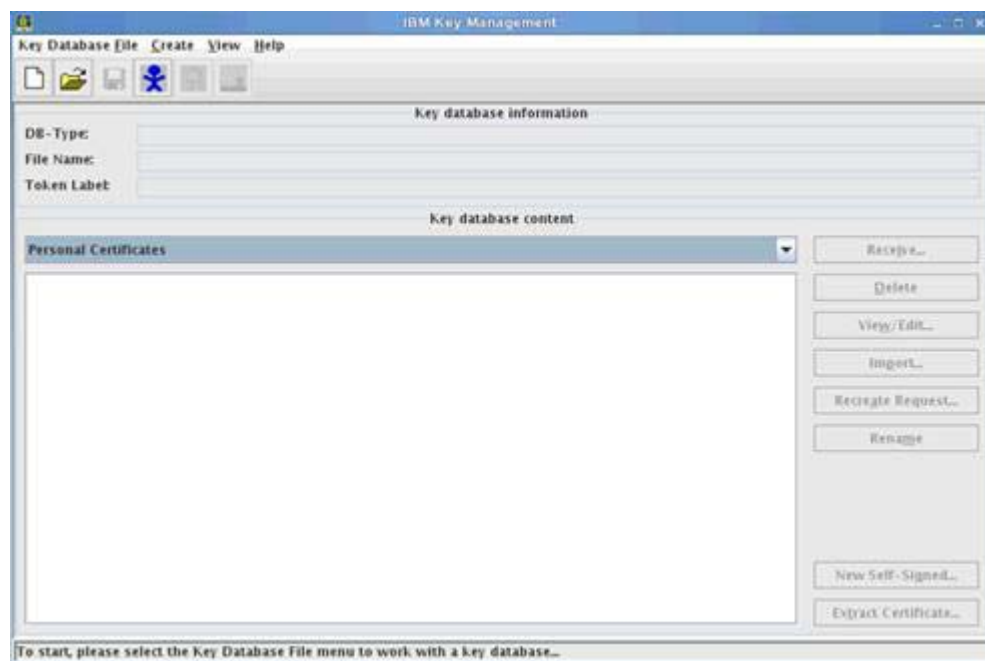 IBM Key Management
Key Database File Create View Help
Key database information
DB-Type:
File Name:
Token Label:
Key database content
Personal Certificates
Receive...
Delete
View/Edit...
Import...
Recreate Request...
Rename
New Self-Signed...
Extract Certificate...
To start, please select the Key Database File menu to work with a key database...